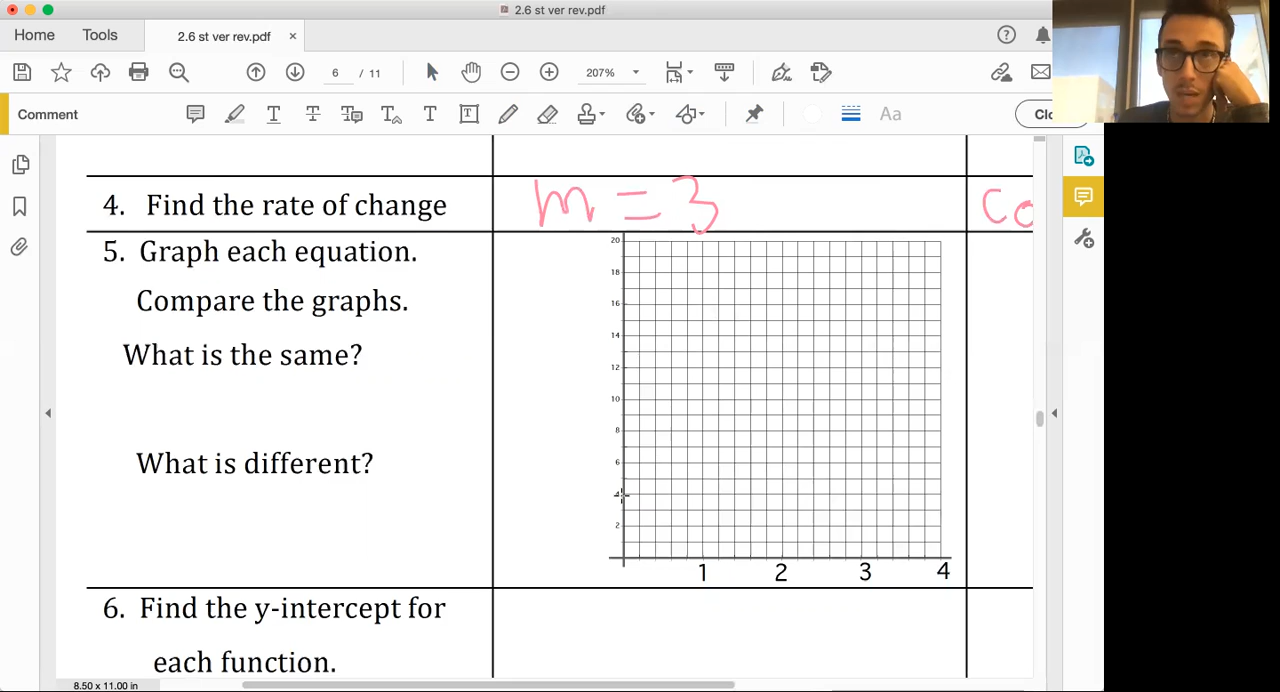 2.6 st ver rev.pdf
Home Tools 2.6 st ver rev.pdf ×
6 / 11 207%
Comment T T T T T Aa
4. Find the rate of change m = 3
5. Graph each equation.
Compare the graphs.
What is the same?
What is different?
20
18
16
14
12
10
8
6
4
2
1 2 3 4
6. Find the y-intercept for
each function.
8.50 x 11.00 in